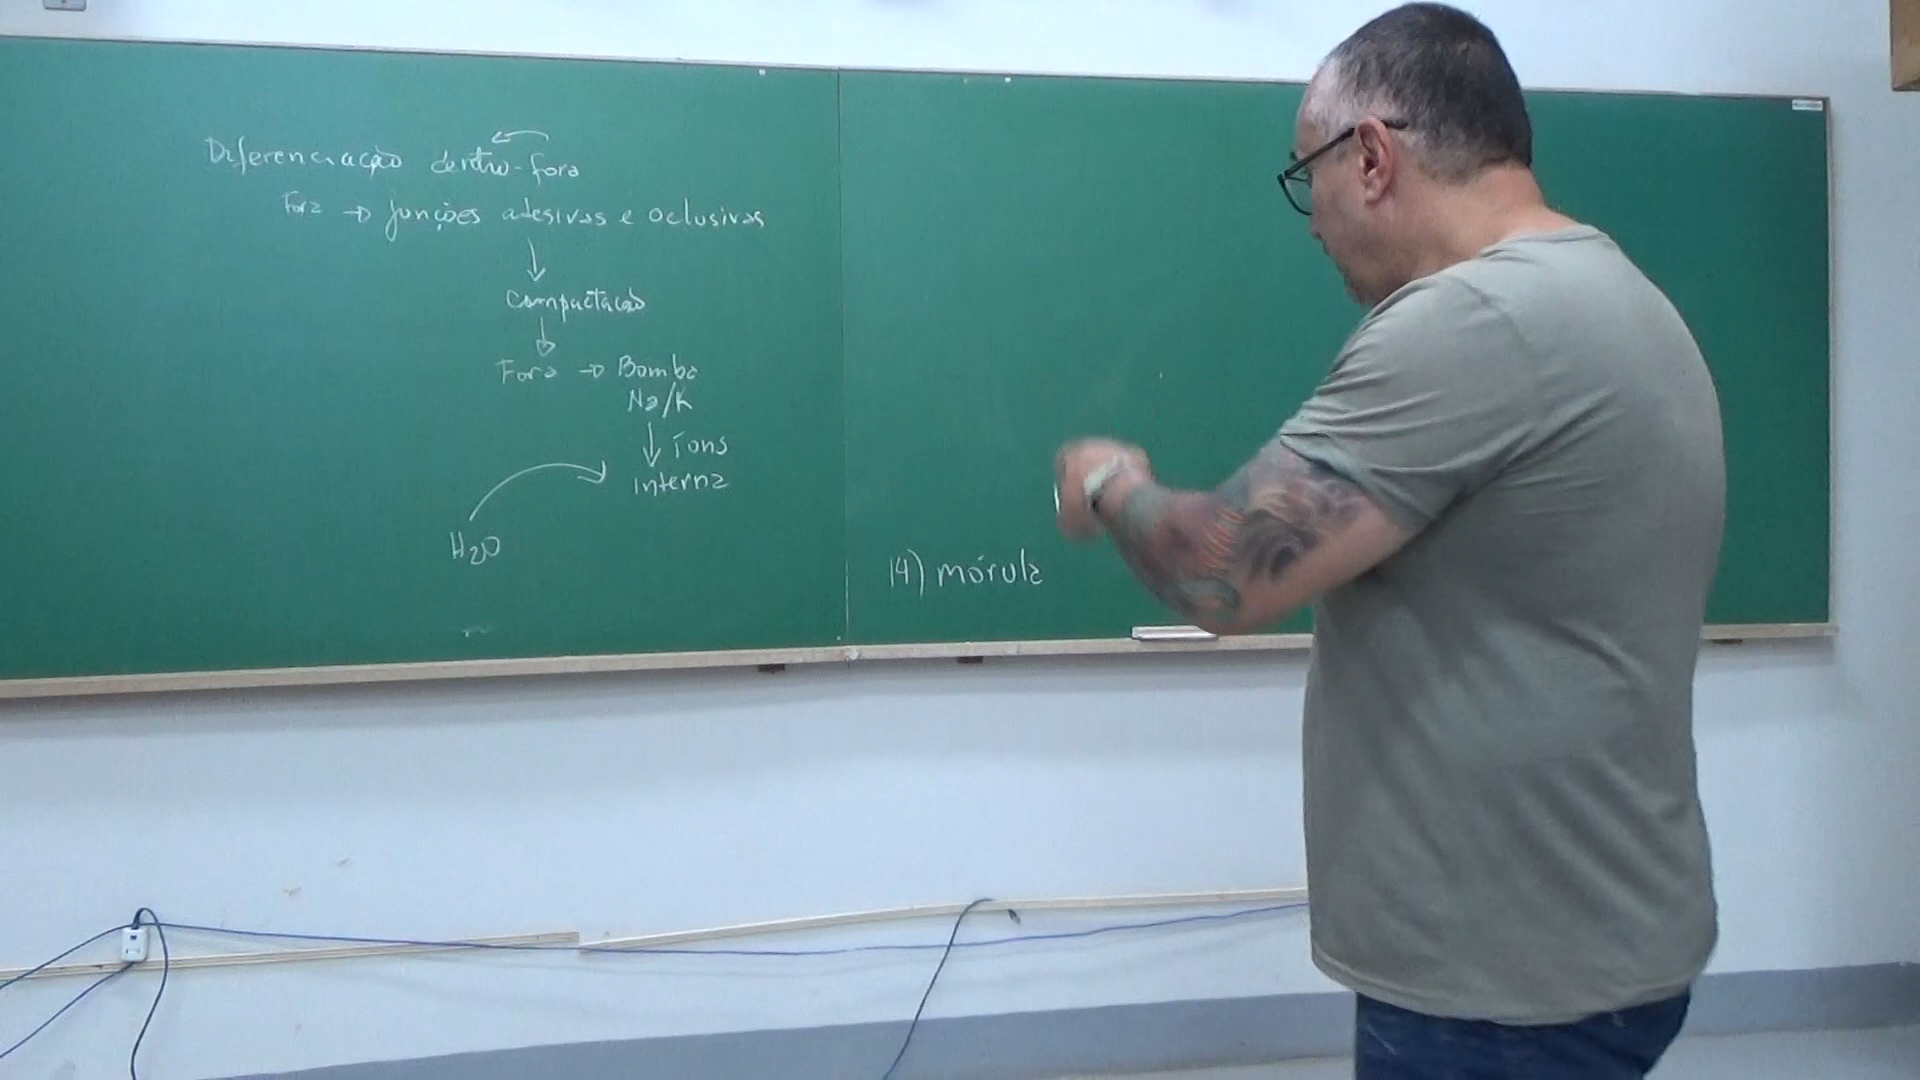 Diferenciação dentro-fora
Fora → junções adesivas e oclusivas
↓
Compactação
↓
Fora → Bomba
Na/K
↓ íons
interna
H2O
14) mórula